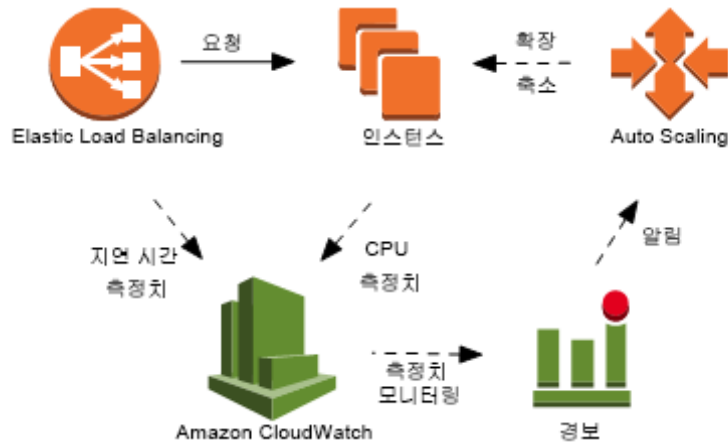 요청
확장
축소
Elastic Load Balancing
인스턴스
Auto Scaling
지연 시간
측정치
CPU
측정치
알림
측정치
모니터링
Amazon CloudWatch
경보